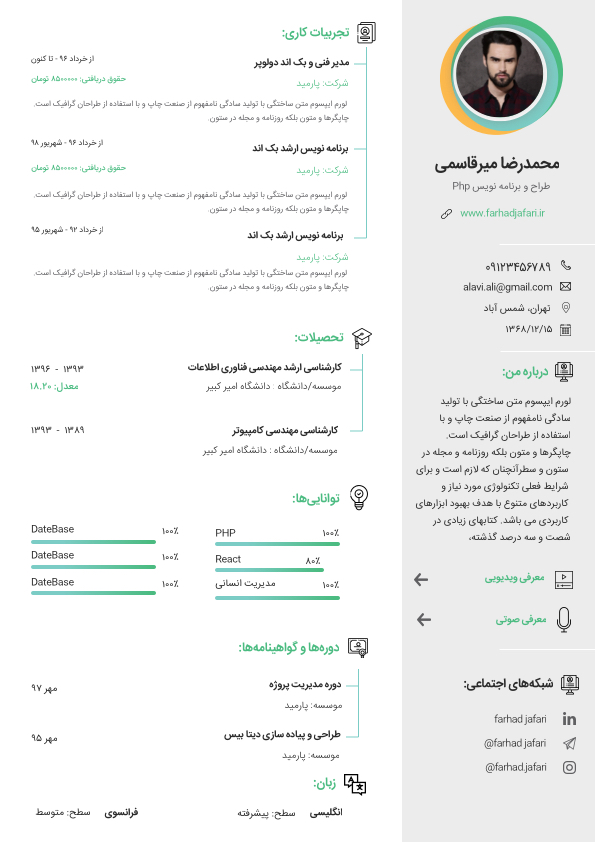 محمدرضا میرقاسمی
طراح و برنامه نویس Php
www.farhadjafari.ir
۰۹۱۲۳۴۵۶۷۸۹
alavi.ali@gmail.com
تهران، شمس آباد
۱۳۶۸/۱۲/۱۵
درباره من:
لورم ایپسوم متن ساختگی با تولید
سادگی نامفهوم از صنعت چاپ و با
استفاده از طراحان گرافیک است.
چاپگرها و متون بلکه روزنامه و مجله در
ستون و سطرآنچنان که لازم است و برای
شرایط فعلی تکنولوژی مورد نیاز و
کاربردهای متنوع با هدف بهبود ابزارهای
کاربردی می باشد. کتابهای زیادی در
شصت و سه درصد گذشته،
معرفی ویدیویی
معرفی صوتی
شبکه‌های اجتماعی:
farhad jafari
@farhad jafari
@farhad.jafari
تجربیات کاری:
مدیر فنی و بک اند دولوپر
از خرداد ۹۶ - تا کنون
شرکت: پارمید
حقوق دریافتی: ۸۵۰۰۰۰۰ تومان
لورم ایپسوم متن ساختگی با تولید سادگی نامفهوم از صنعت چاپ و با استفاده از طراحان گرافیک است.
چاپگرها و متون بلکه روزنامه و مجله در ستون.
برنامه نویس ارشد بک اند
از خرداد ۹۶ - شهریور ۹۸
شرکت: پارمید
حقوق دریافتی: ۸۵۰۰۰۰۰ تومان
لورم ایپسوم متن ساختگی با تولید سادگی نامفهوم از صنعت چاپ و با استفاده از طراحان گرافیک است.
چاپگرها و متون بلکه روزنامه و مجله در ستون.
برنامه نویس ارشد بک اند
از خرداد ۹۲ - شهریور ۹۵
شرکت: پارمید
لورم ایپسوم متن ساختگی با تولید سادگی نامفهوم از صنعت چاپ و با استفاده از طراحان گرافیک است.
چاپگرها و متون بلکه روزنامه و مجله در ستون.
تحصیلات:
کارشناسی ارشد مهندسی فناوری اطلاعات
۱۳۹۳ - ۱۳۹۶
موسسه/دانشگاه : دانشگاه امیر کبیر
معدل: ۱۸.۲۰
کارشناسی مهندسی کامپیوتر
۱۳۸۹ - ۱۳۹۳
موسسه/دانشگاه : دانشگاه امیر کبیر
توانایی‌ها:
PHP ۱۰۰٪
React ۸۰٪
مدیریت انسانی ۱۰۰٪
DateBase ۱۰۰٪
DateBase ۱۰۰٪
DateBase ۱۰۰٪
دوره‌ها و گواهینامه‌ها:
دوره مدیریت پروژه
مهر ۹۷
موسسه: پارمید
طراحی و پیاده سازی دیتا بیس
مهر ۹۵
موسسه: پارمید
زبان:
انگلیسی سطح: پیشرفته
فرانسوی سطح: متوسط